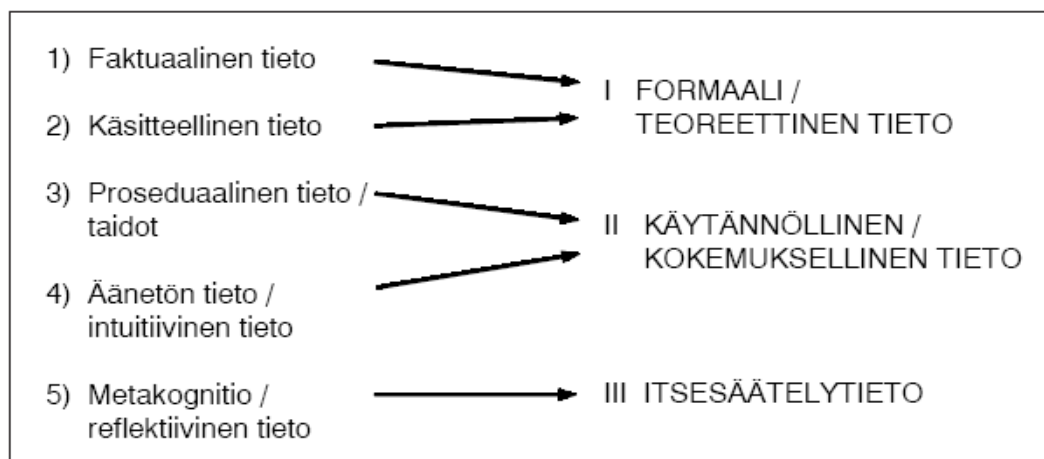 1) Faktuaalinen tieto
2) Käsitteellinen tieto
3) Proseduaalinen tieto /
taidot
4) Äänetön tieto /
intuitiivinen tieto
5) Metakognitio /
reflektiivinen tieto
I FORMAALI /
TEOREETTINEN TIETO
II KÄYTÄNNÖLLINEN /
KOKEMUKSELLINEN TIETO
III ITSESÄÄTELYTIETO